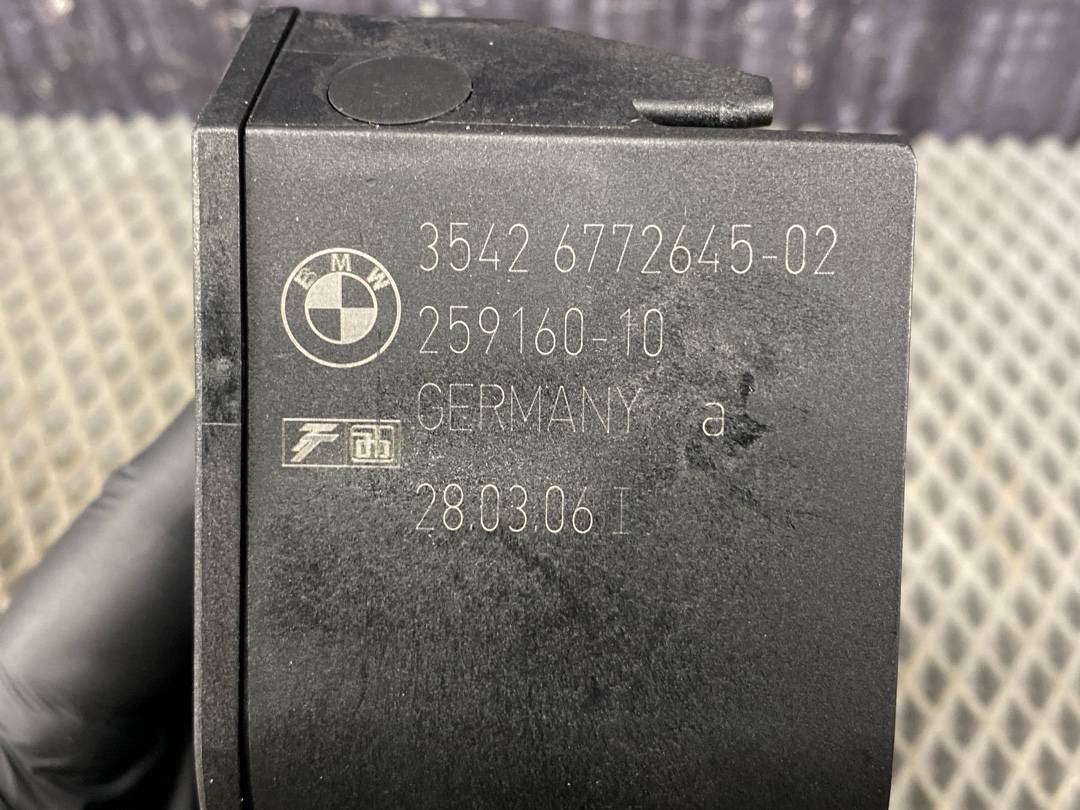 3542 6772645-02
BMW
259160-10
GERMANY a
28.03.06 I